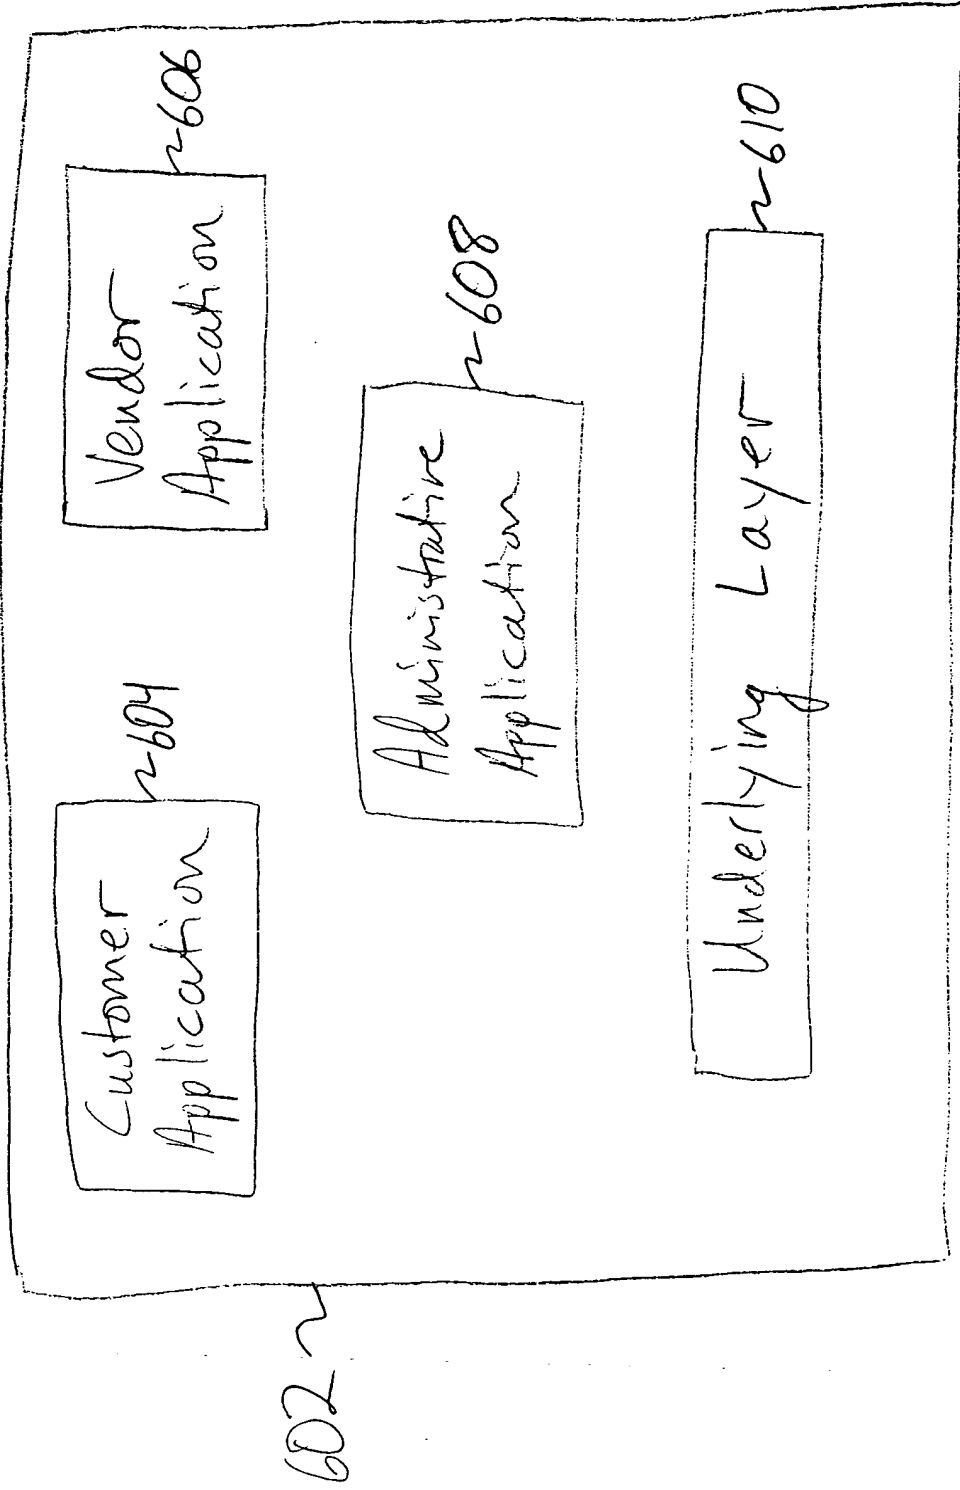 602
Customer
Application
604
Vendor
Application
606
Administrative
Application
608
Underlying Layer
610